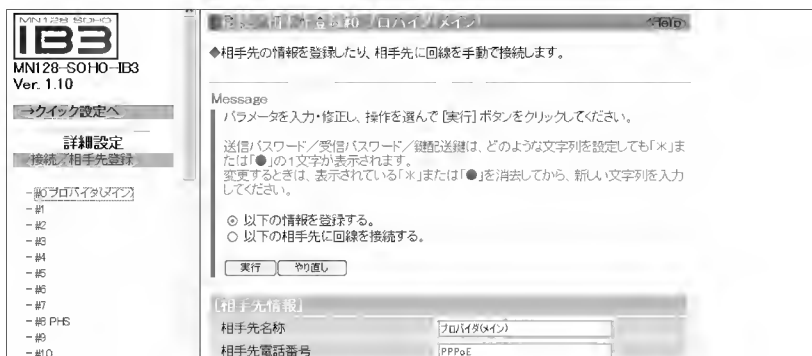 MN128 SOHO
IB3
MN128-SOHO-IB3
Ver. 1.10
→クイック設定へ
詳細設定
接続/相手先登録
-#0プロバイダ(メイン)
-#1
-#2
-#3
-#4
-#5
-#6
-#7
-#8 PHS
-#9
-#10
Help
◆相手先の情報を登録したり、相手先に回線を手動で接続します。
Message
パラメータを入力・修正し、操作を選んで [実行] ボタンをクリックしてください。
送信パスワード/受信パスワード/鍵配送鍵は、どのような文字列を設定しても「*」ま
たは「●」の1文字が表示されます。
変更するときは、表示されている「*」または「●」を消去してから、新しい文字列を入力
してください。
以下の情報を登録する。
以下の相手先に回線を接続する。
実行 やり直し
[相手先情報]
相手先名称 プロバイダ(メイン)
相手先電話番号 PPPoE